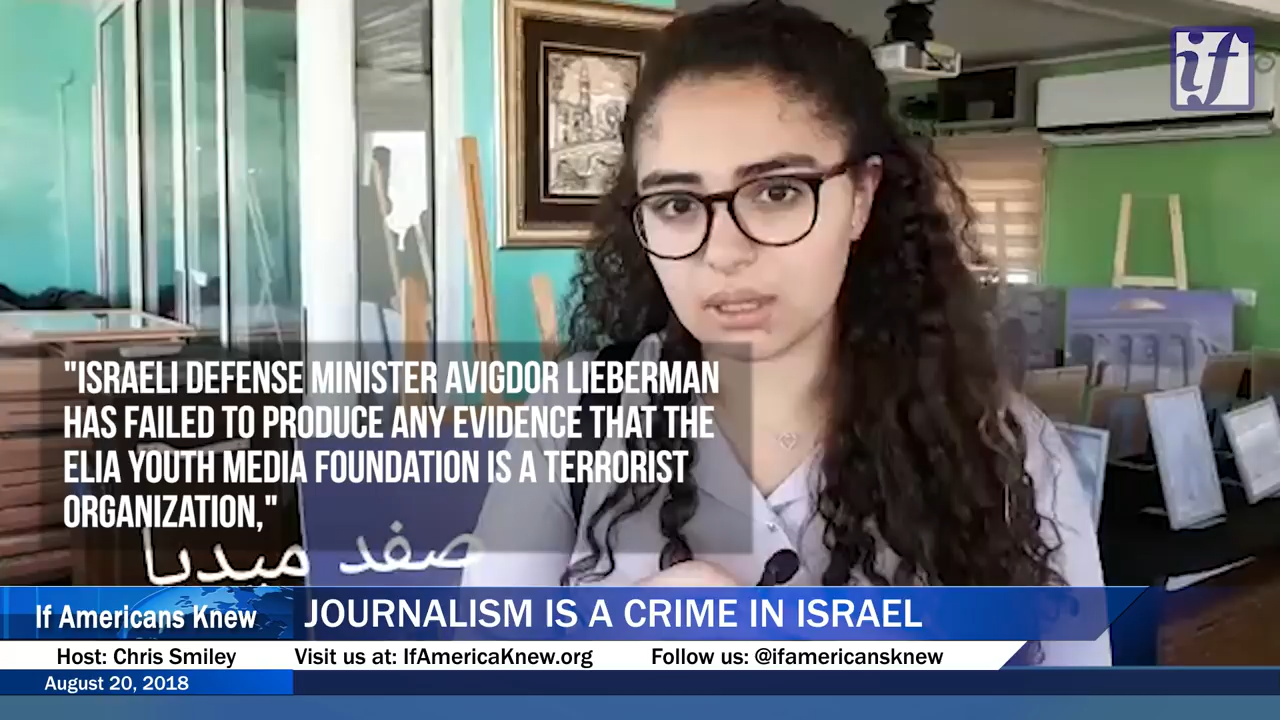 if
"ISRAELI DEFENSE MINISTER AVIGDOR LIEBERMAN
HAS FAILED TO PRODUCE ANY EVIDENCE THAT THE
ELIA YOUTH MEDIA FOUNDATION IS A TERRORIST
ORGANIZATION,"
صفد ميديا
If Americans Knew
JOURNALISM IS A CRIME IN ISRAEL
Host: Chris Smiley Visit us at: IfAmericaKnew.org Follow us: @ifamericansknew
August 20, 2018